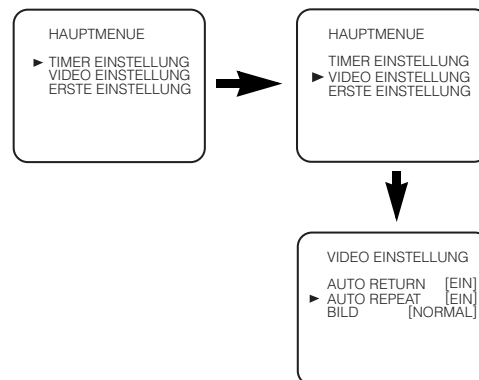 HAUPTMENUE
TIMER EINSTELLUNG
VIDEO EINSTELLUNG
ERSTE EINSTELLUNG
HAUPTMENUE
TIMER EINSTELLUNG
VIDEO EINSTELLUNG
ERSTE EINSTELLUNG
VIDEO EINSTELLUNG
AUTO RETURN [EIN]
AUTO REPEAT [EIN]
BILD [NORMAL]